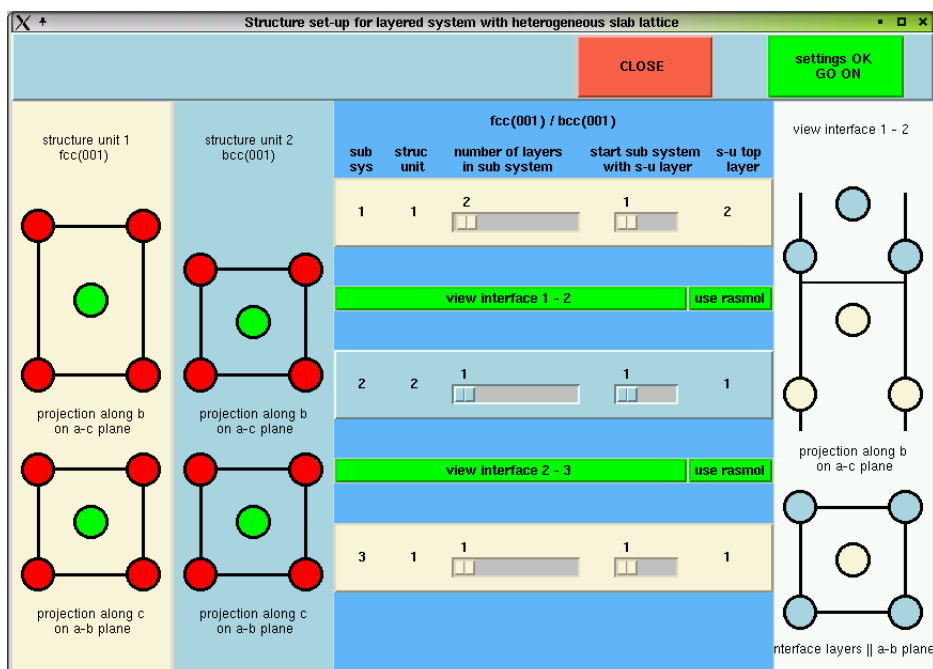 Structure set-up for layered system with heterogeneous slab lattice
CLOSE
settings OK
GO ON
structure unit 1
fcc(001)
projection along b
on a-c plane
projection along c
on a-b plane
structure unit 2
bcc(001)
projection along b
on a-c plane
projection along c
on a-b plane
fcc(001) / bcc(001)
sub sys struc unit number of layers in sub system start sub system with s-u layer s-u top layer
1 1 2 1 2
view interface 1 - 2 use rasmol
2 2 1 1 1
view interface 2 - 3 use rasmol
3 1 1 1 1
view interface 1 - 2
projection along b
on a-c plane
nterface layers || a-b plane